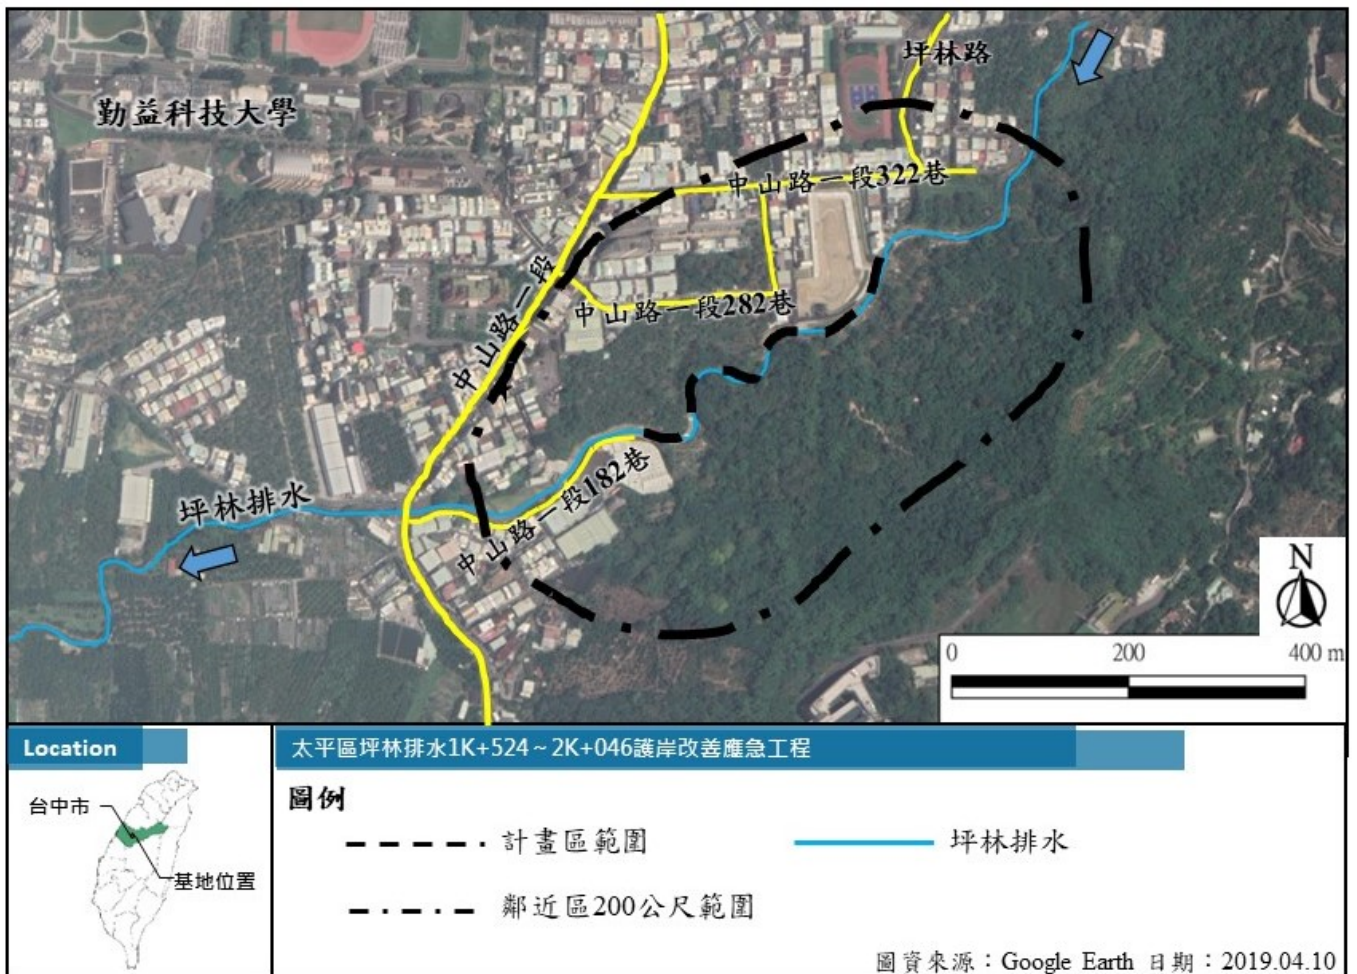 坪林路
勤益科技大學
中山路一段322巷
中山路一段
中山路一段282巷
中山路一段182巷
坪林排水
N
0 200 400 m
Location
太平區坪林排水1K+524～2K+046護岸改善應急工程
台中市
基地位置
圖例
計畫區範圍
坪林排水
鄰近區200公尺範圍
圖資來源：Google Earth 日期：2019.04.10